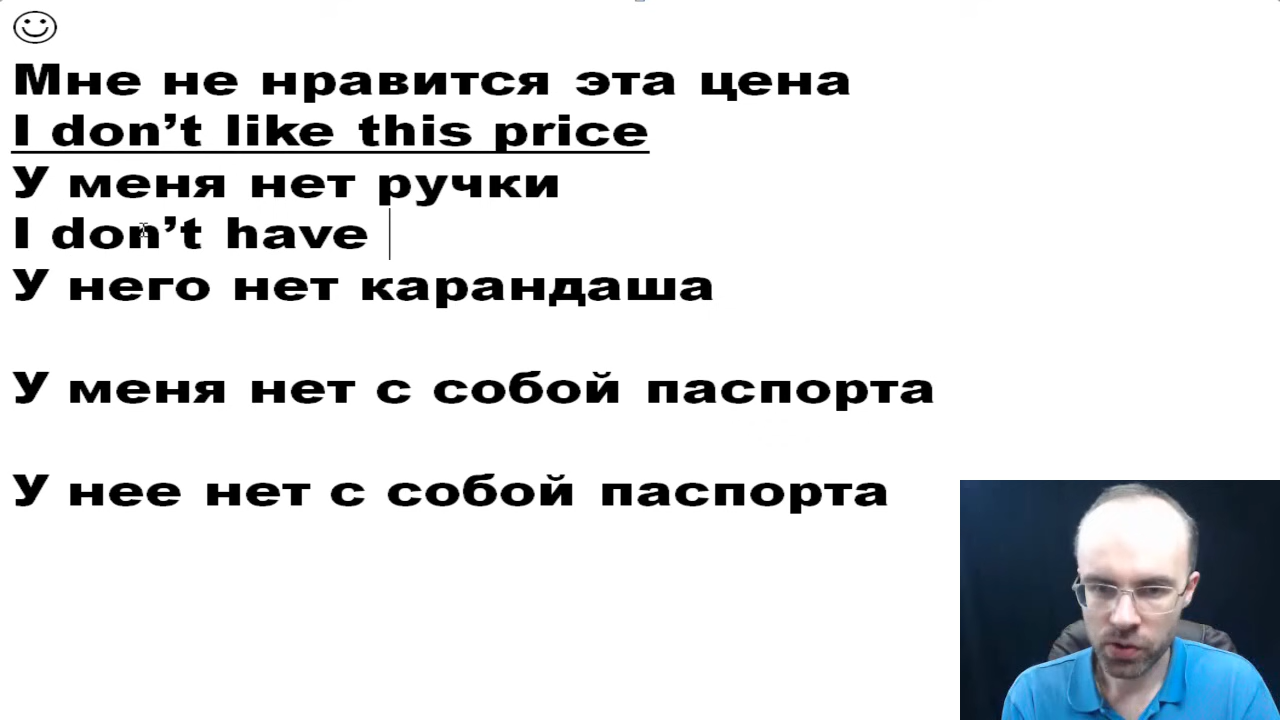 Мне не нравится эта цена
I don’t like this price
У меня нет ручки
I don’t have
У него нет карандаша
У меня нет с собой паспорта
У нее нет с собой паспорта